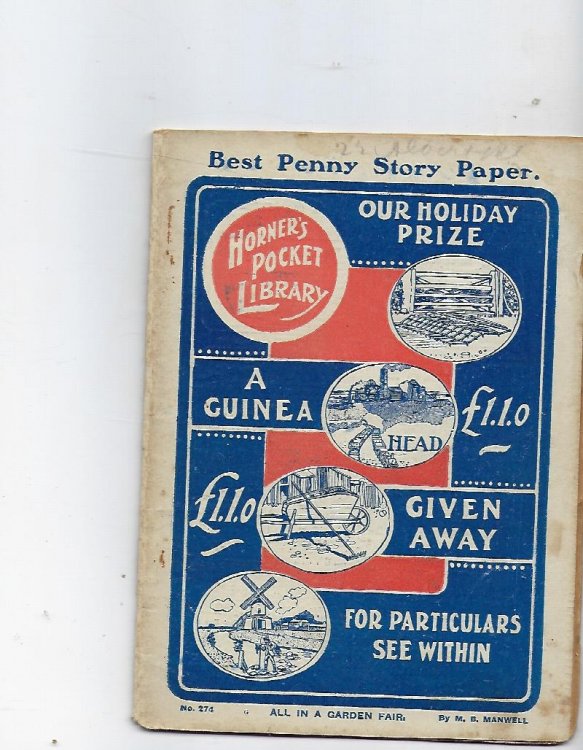 Best Penny Story Paper.
HORNER'S
POCKET
LIBRARY
OUR HOLIDAY
PRIZE
A
GUINEA
HEAD
£1.1.0
£1.1.0
GIVEN
AWAY
FOR PARTICULARS
SEE WITHIN
No. 274
ALL IN A GARDEN FAIR.
By M. B. MANWELL